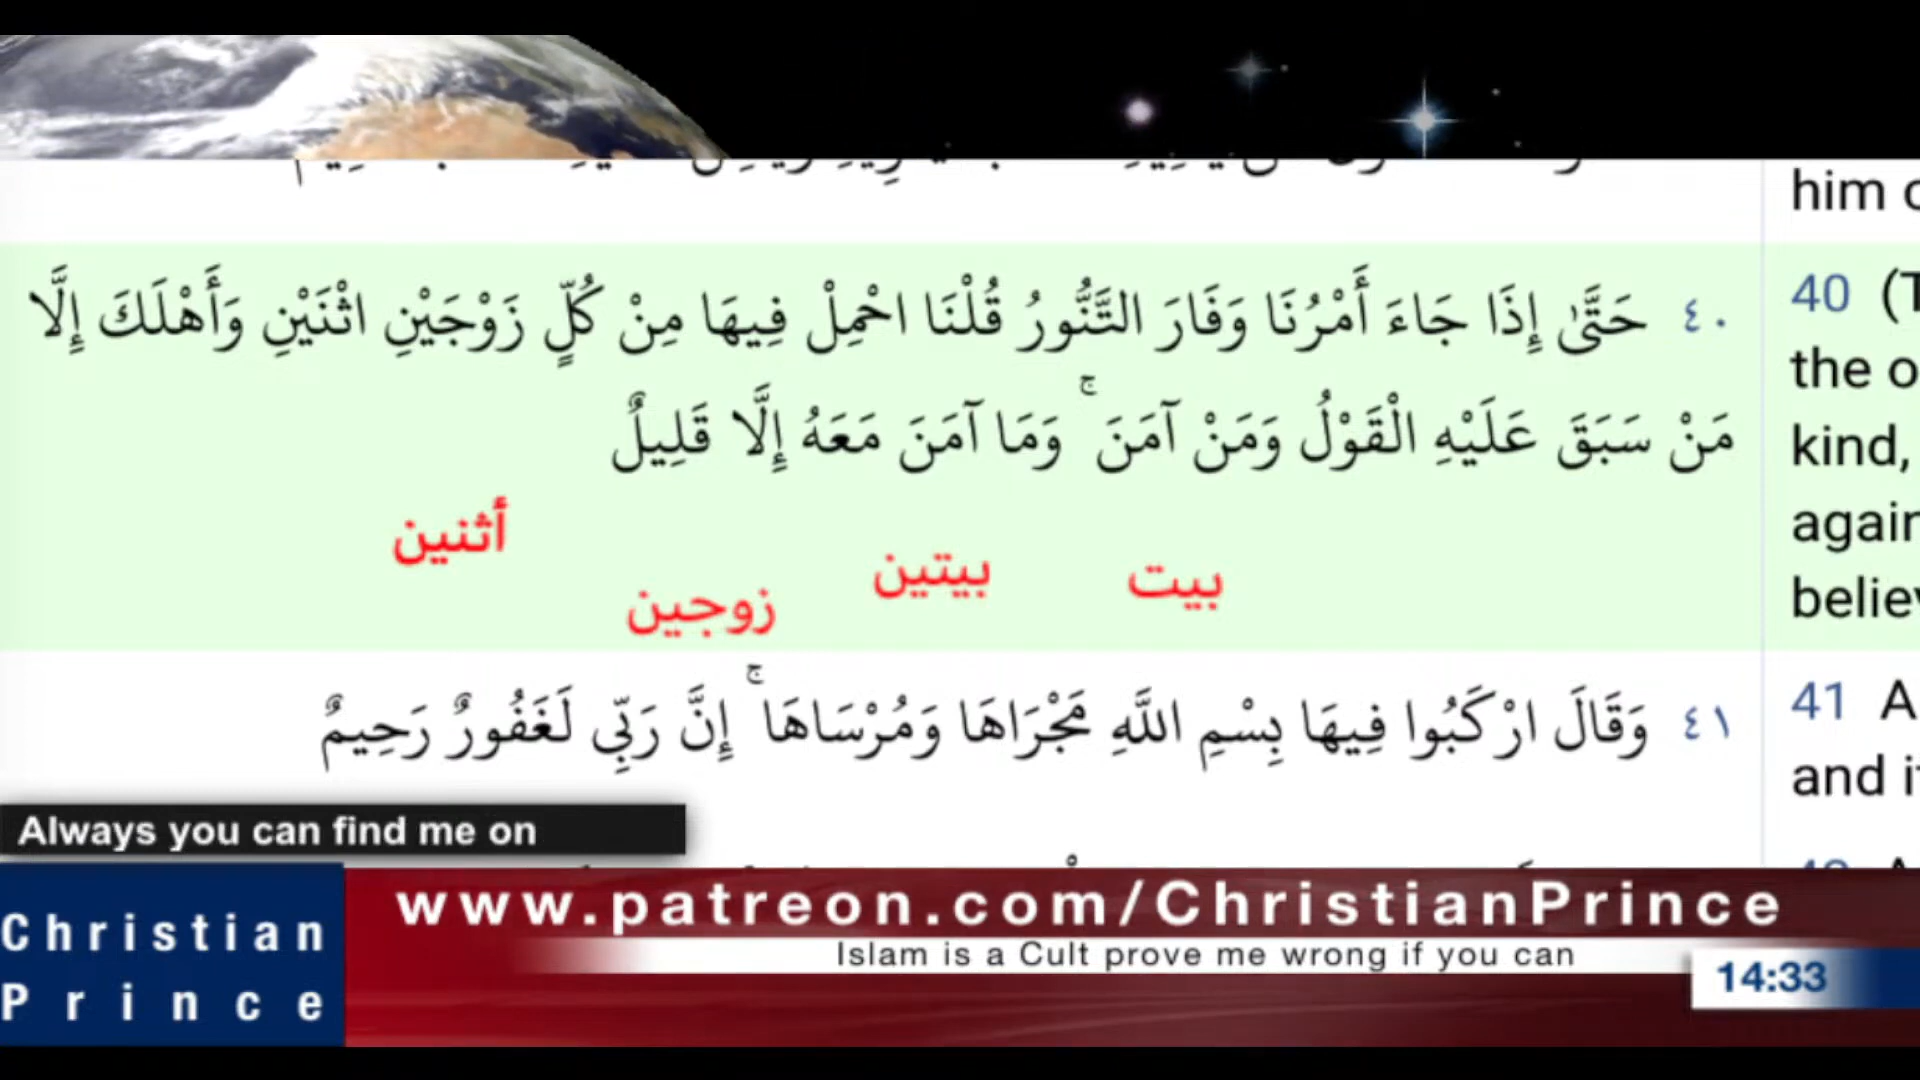 him
٤٠ حَتَّىٰ إِذَا جَاءَ أَمْرُنَا وَفَارَ التَّنُّورُ قُلْنَا احْمِلْ فِيهَا مِنْ كُلٍّ زَوْجَيْنِ اثْنَيْنِ وَأَهْلَكَ إِلَّا
مَنْ سَبَقَ عَلَيْهِ الْقَوْلُ وَمَنْ آمَنَ ۚ وَمَا آمَنَ مَعَهُ إِلَّا قَلِيلٌ
40 (T
the o
kind,
again
believ
بيت بيتين زوجين أثنين
٤١ وَقَالَ ارْكَبُوا فِيهَا بِسْمِ اللَّهِ مَجْرَاهَا وَمُرْسَاهَا ۚ إِنَّ رَبِّي لَغَفُورٌ رَحِيمٌ
41 A
and i
Always you can find me on
Christian
Prince
www.patreon.com/ChristianPrince
Islam is a Cult prove me wrong if you can
14:33